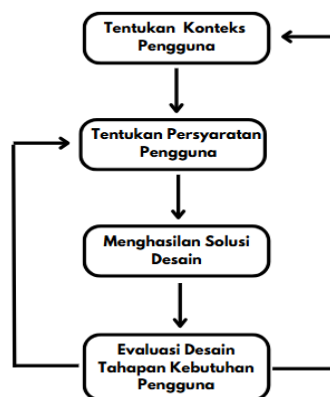 Tentukan Konteks
Pengguna
Tentukan Persyaratan
Pengguna
Menghasilan Solusi
Desain
Evaluasi Desain
Tahapan Kebutuhan
Pengguna